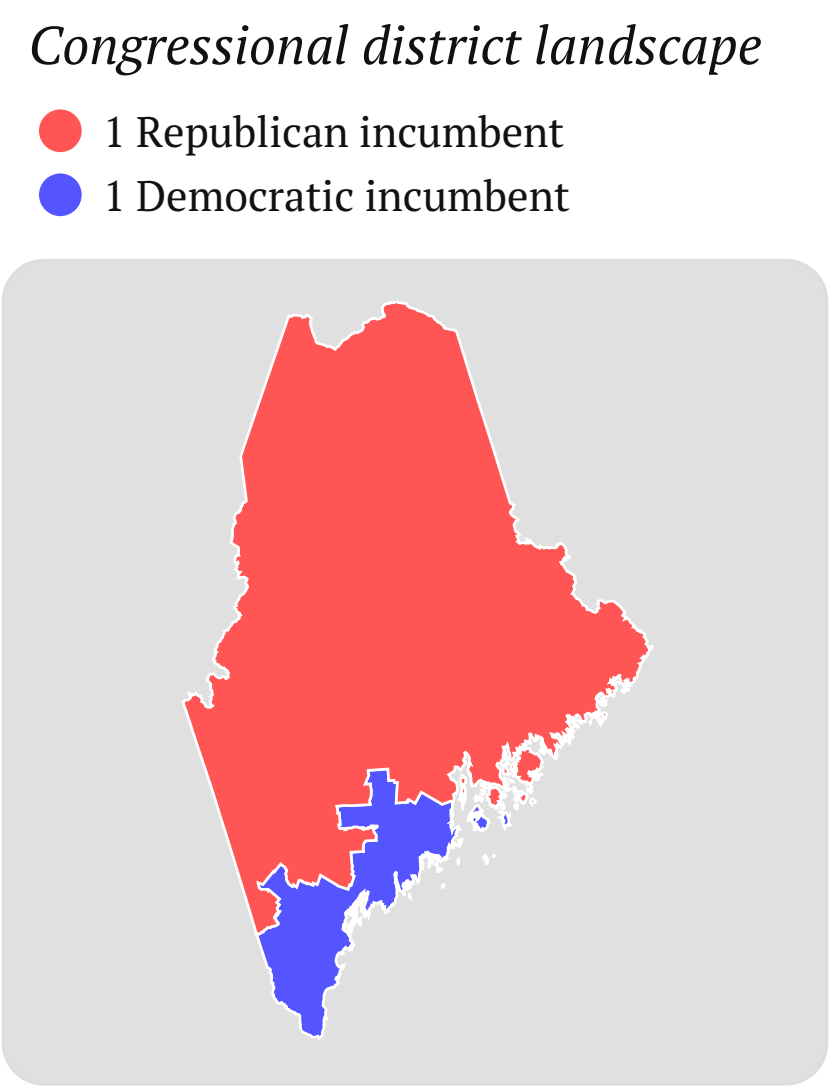 Congressional district landscape
1 Republican incumbent
1 Democratic incumbent